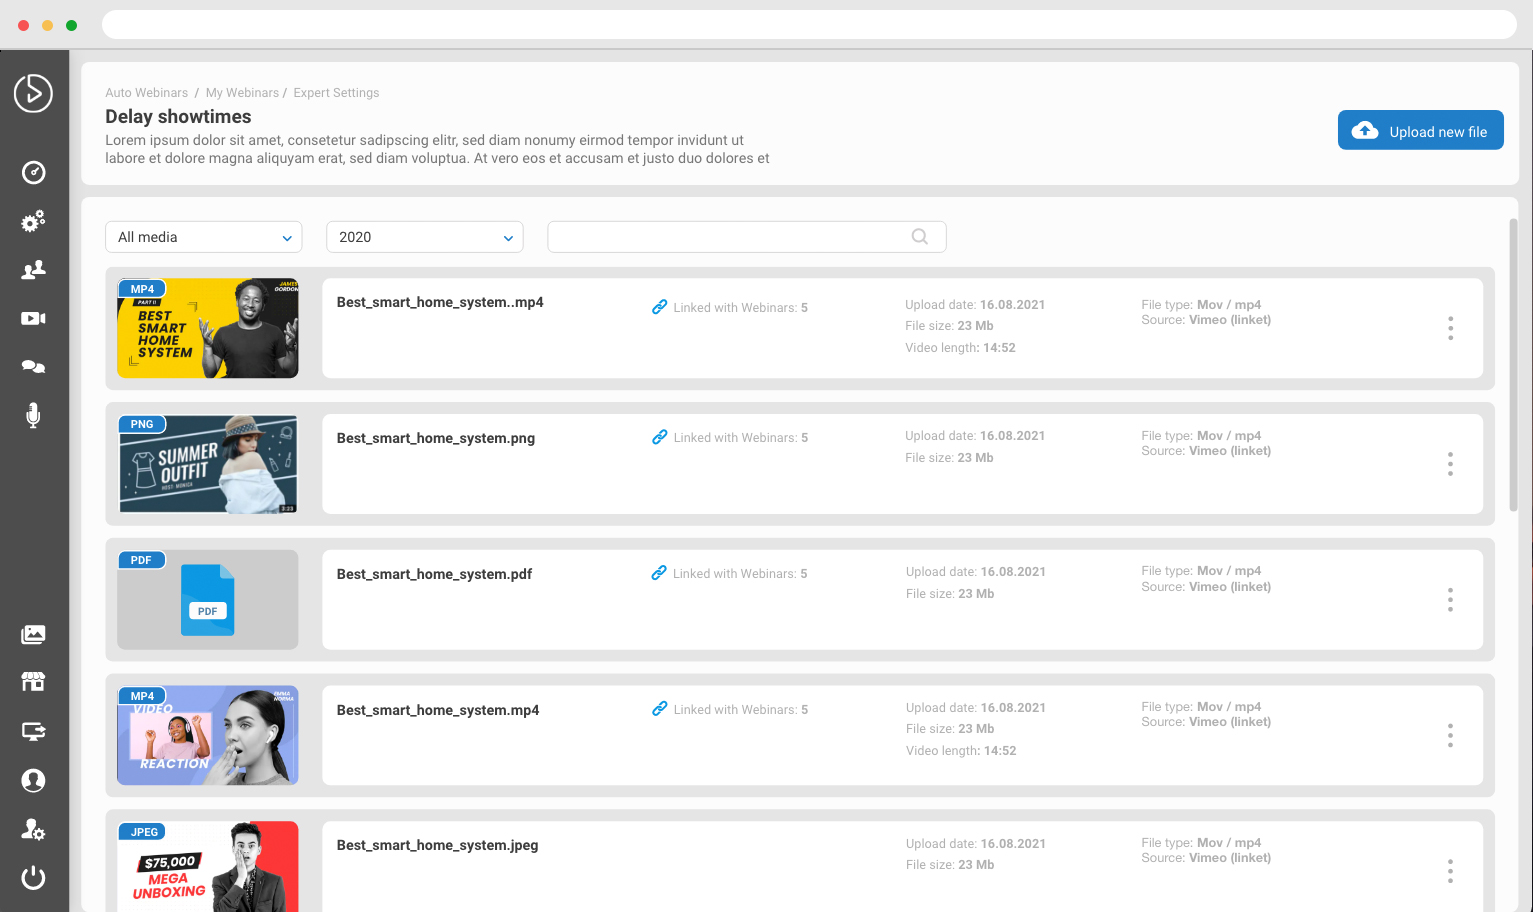 Auto Webinars / My Webinars / Expert Settings
Delay showtimes
Lorem ipsum dolor sit amet, consetetur sadipscing elitr, sed diam nonumy eirmod tempor invidunt ut
labore et dolore magna aliquyam erat, sed diam voluptua. At vero eos et accusam et justo duo dolores et
Upload new file
All media
2020
MP4
PART II
BEST
SMART
HOME
SYSTEM
JAMES
GORDON
Best_smart_home_system..mp4
Linked with Webinars: 5
Upload date: 16.08.2021
File size: 23 Mb
Video length: 14:52
File type: Mov / mp4
Source: Vimeo (linket)
PNG
SUMMER
OUTFIT
HOST: MONICA
3:33
Best_smart_home_system.png
Linked with Webinars: 5
Upload date: 16.08.2021
File size: 23 Mb
File type: Mov / mp4
Source: Vimeo (linket)
PDF
PDF
Best_smart_home_system.pdf
Linked with Webinars: 5
Upload date: 16.08.2021
File size: 23 Mb
File type: Mov / mp4
Source: Vimeo (linket)
MP4
VIDEO
REACTION
EMMA
NORMA
Best_smart_home_system.mp4
Linked with Webinars: 5
Upload date: 16.08.2021
File size: 23 Mb
Video length: 14:52
File type: Mov / mp4
Source: Vimeo (linket)
JPEG
$75,000
MEGA
UNBOXING
Best_smart_home_system.jpeg
Upload date: 16.08.2021
File size: 23 Mb
File type: Mov / mp4
Source: Vimeo (linket)